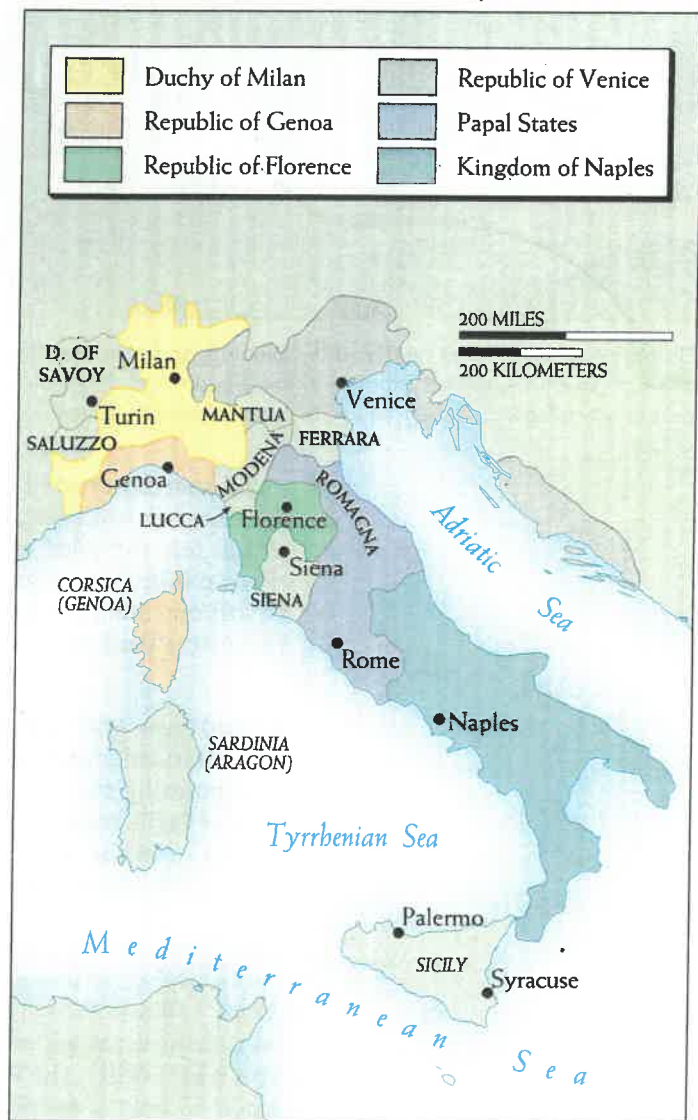 Duchy of Milan
Republic of Genoa
Republic of Florence
Republic of Venice
Papal States
Kingdom of Naples
200 MILES
200 KILOMETERS
D. OF
SAVOY
Milan
Turin
SALUZZO
Genoa
MANTUA
Venice
FERRARA
MODENA
ROMAGNA
LUCCA
Florence
Siena
SIENA
Adriatic
Sea
CORSICA
(GENOA)
Rome
Naples
SARDINIA
(ARAGON)
Tyrrhenian Sea
Palermo
SICILY
Syracuse
Mediterranean Sea